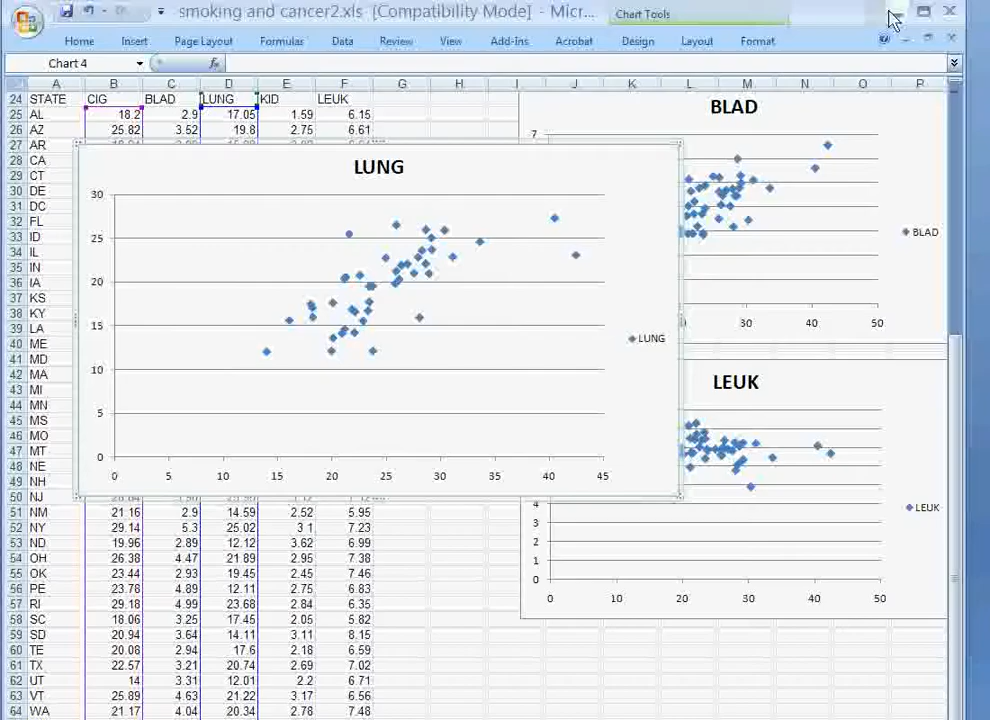 smoking and cancer2.xls [Compatibility Mode] - Micr... Chart Tools
Home Insert Page Layout Formulas Data Review View Add-Ins Acrobat Design Layout Format
Chart 4 fx
A B C D E F G H I J K L M N O P
24 STATE CIG BLAD LUNG KID LEUK
25 AL 18.2 2.9 17.05 1.59 6.15
26 AZ 25.82 3.52 19.8 2.75 6.61
27 AR
28 CA
29 CT
30 DE
31 DC
32 FL
33 ID
34 IL
35 IN
36 IA
37 KS
38 KY
39 LA
40 ME
41 MD
42 MA
43 MI
44 MN
45 MS
46 MO
47 MT
48 NE
49 NH
50 NJ
51 NM 21.16 2.9 14.59 2.52 5.95
52 NY 29.14 5.3 25.02 3.1 7.23
53 ND 19.96 2.89 12.12 3.62 6.99
54 OH 26.38 4.47 21.89 2.95 7.38
55 OK 23.44 2.93 19.45 2.45 7.46
56 PE 23.78 4.89 12.11 2.75 6.83
57 RI 29.18 4.99 23.68 2.84 6.35
58 SC 18.06 3.25 17.45 2.05 5.82
59 SD 20.94 3.64 14.11 3.11 8.15
60 TE 20.08 2.94 17.6 2.18 6.59
61 TX 22.57 3.21 20.74 2.69 7.02
62 UT 14 3.31 12.01 2.2 6.71
63 VT 25.89 4.63 21.22 3.17 6.56
64 WA 21.17 4.04 20.34 2.78 7.48
LUNG
30
25
20
15
10
5
0
0 5 10 15 20 25 30 35 40 45
LUNG
BLAD
7
30 40 50
BLAD
LEUK
4
3
2
1
0
0 10 20 30 40 50
LEUK